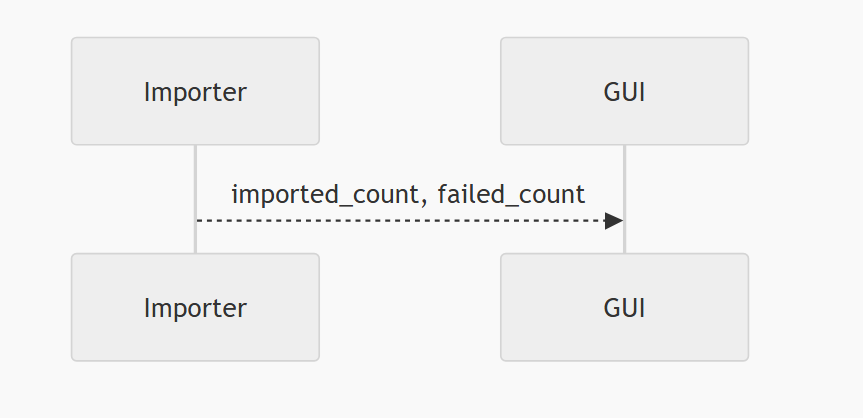 Importer
GUI
imported_count, failed_count
Importer
GUI